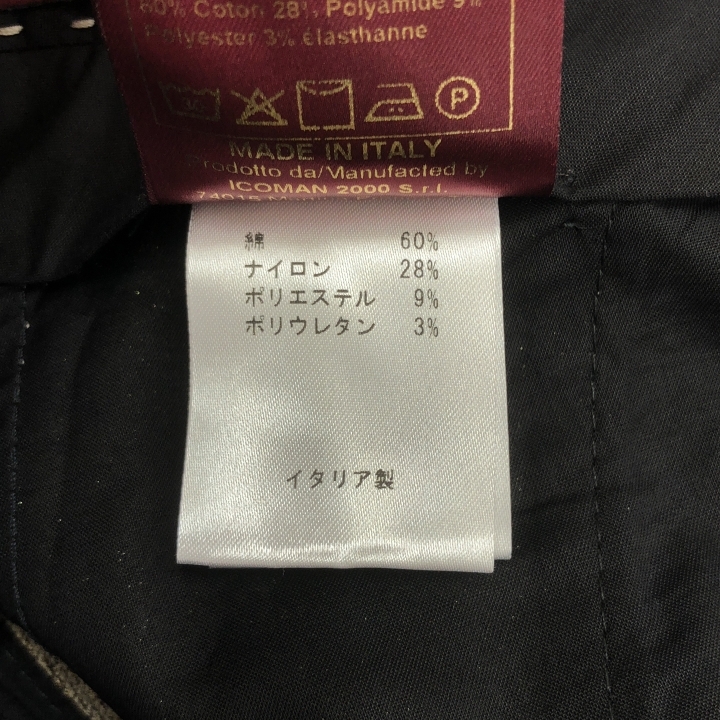 60% Coton 28% Polyamide 9%
Polyester 3% élasthanne
P
MADE IN ITALY
Prodotto da/Manufacted by
ICOMAN 2000 S.r.l.
綿 60%
ナイロン 28%
ポリエステル 9%
ポリウレタン 3%
イタリア製